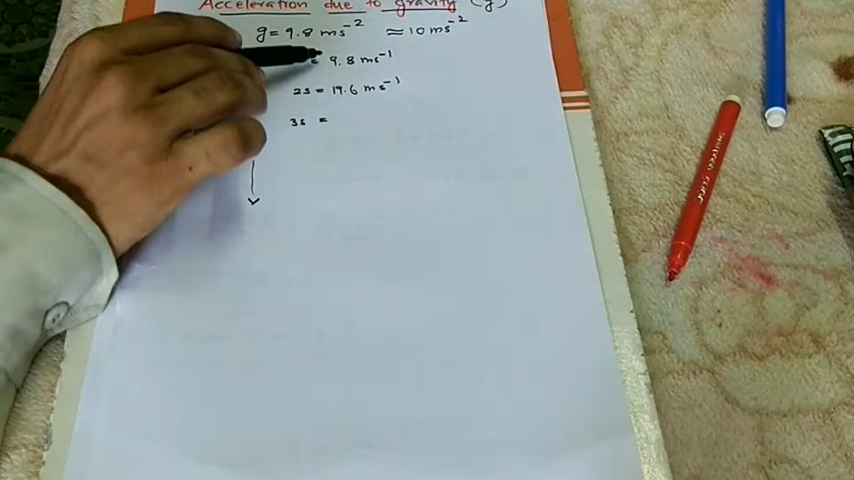 Acceleration due to gravity (g)
g = 9.8 ms⁻² ≈ 10 ms⁻²
= 9.8 ms⁻¹
2s = 19.6 ms⁻¹
3s =